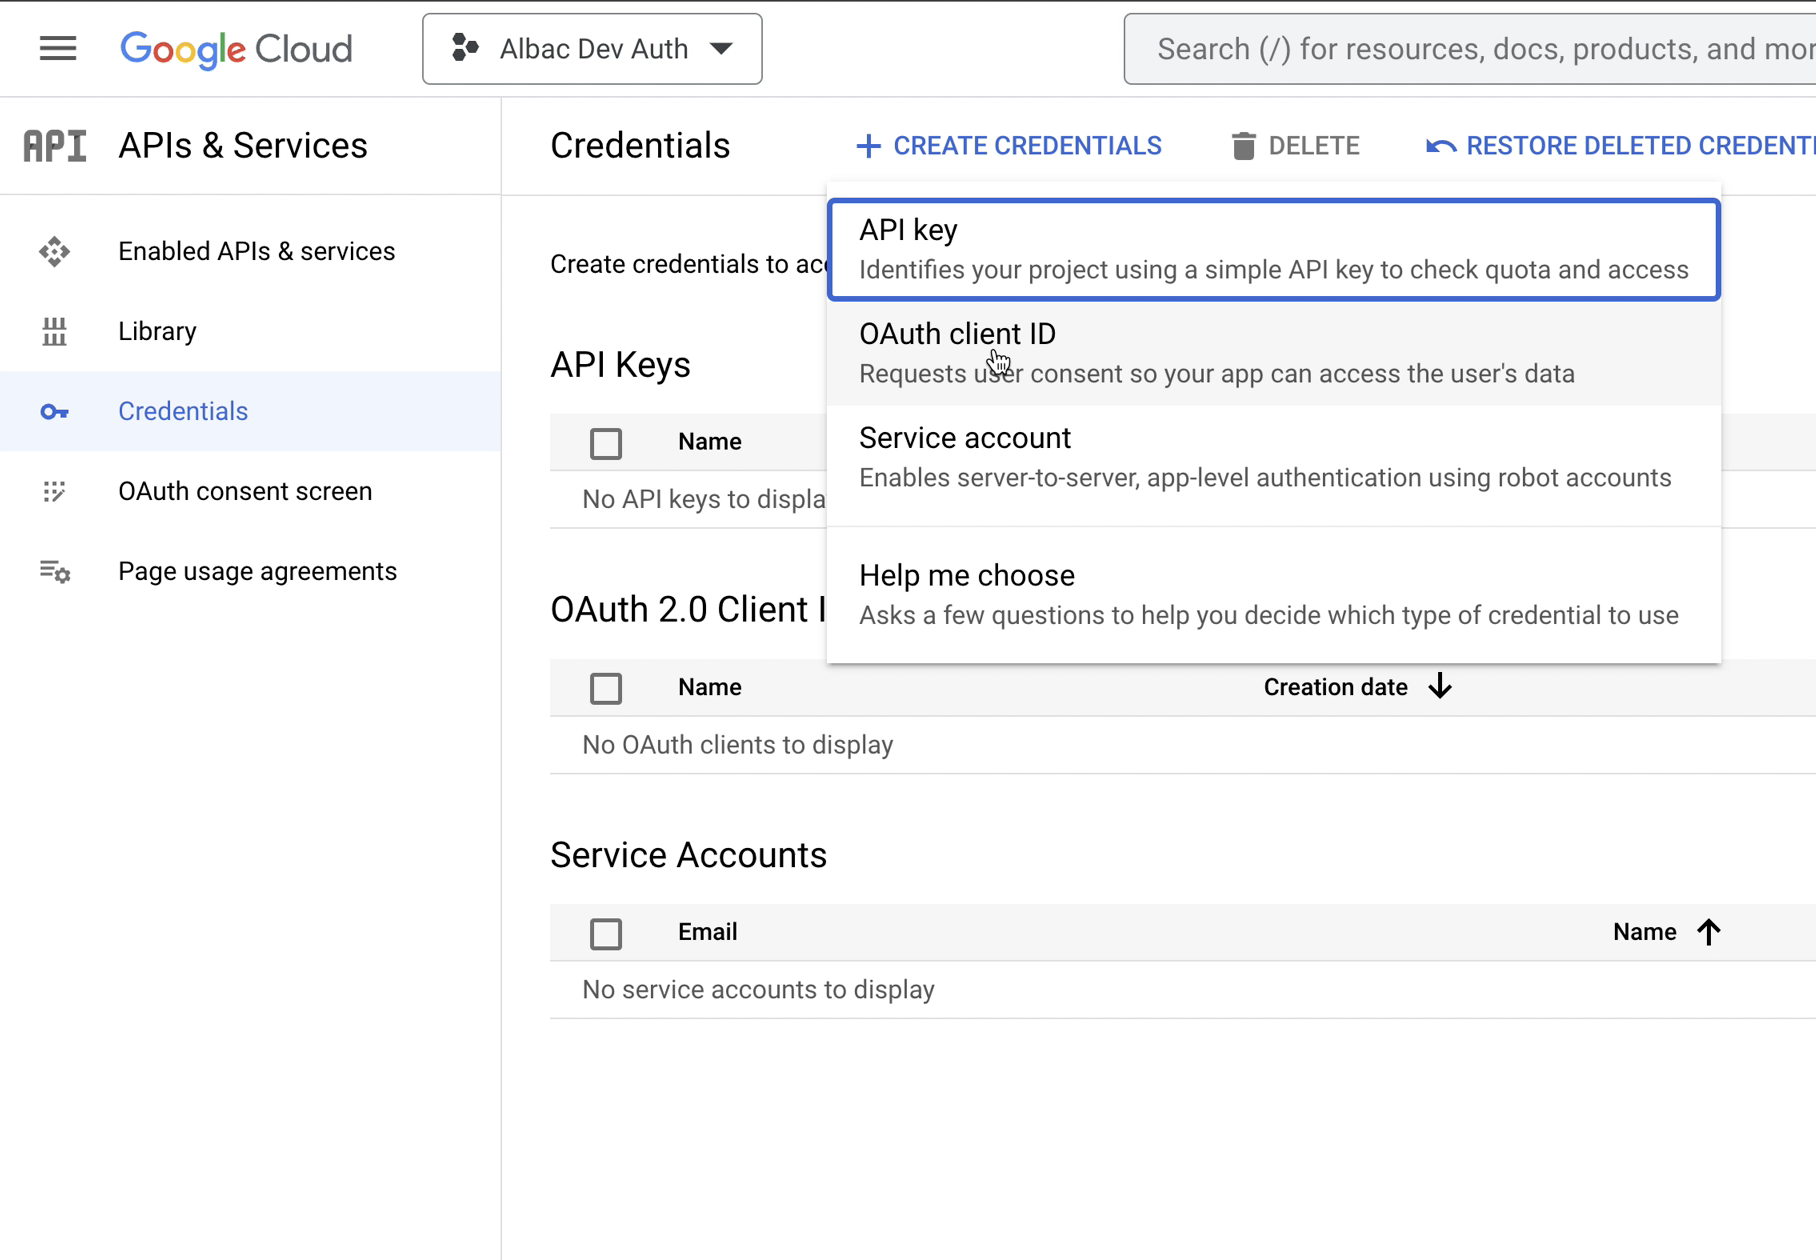 Google Cloud
Albac Dev Auth
Search (/) for resources, docs, products, and mor
API
APIs & Services
Credentials
+ CREATE CREDENTIALS
DELETE
RESTORE DELETED CREDENTI
Enabled APIs & services
Library
Credentials
OAuth consent screen
Page usage agreements
Create credentials to acc
API key
Identifies your project using a simple API key to check quota and access
OAuth client ID
Requests user consent so your app can access the user's data
Service account
Enables server-to-server, app-level authentication using robot accounts
Help me choose
Asks a few questions to help you decide which type of credential to use
API Keys
Name
No API keys to displa
OAuth 2.0 Client I
Name
Creation date
No OAuth clients to display
Service Accounts
Email
Name
No service accounts to display